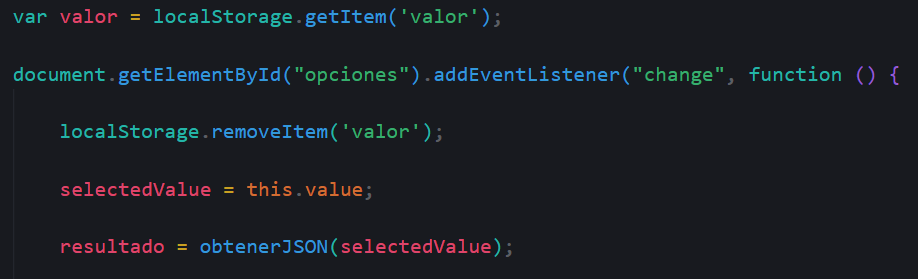 var valor = localStorage.getItem('valor');
document.getElementById("opciones").addEventListener("change", function () {
localStorage.removeItem('valor');
selectedValue = this.value;
resultado = obtenerJSON(selectedValue);